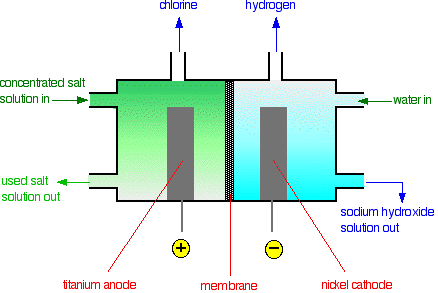 chlorine
hydrogen
concentrated salt
solution in
water in
used salt
solution out
sodium hydroxide
solution out
+
−
titanium anode
membrane
nickel cathode